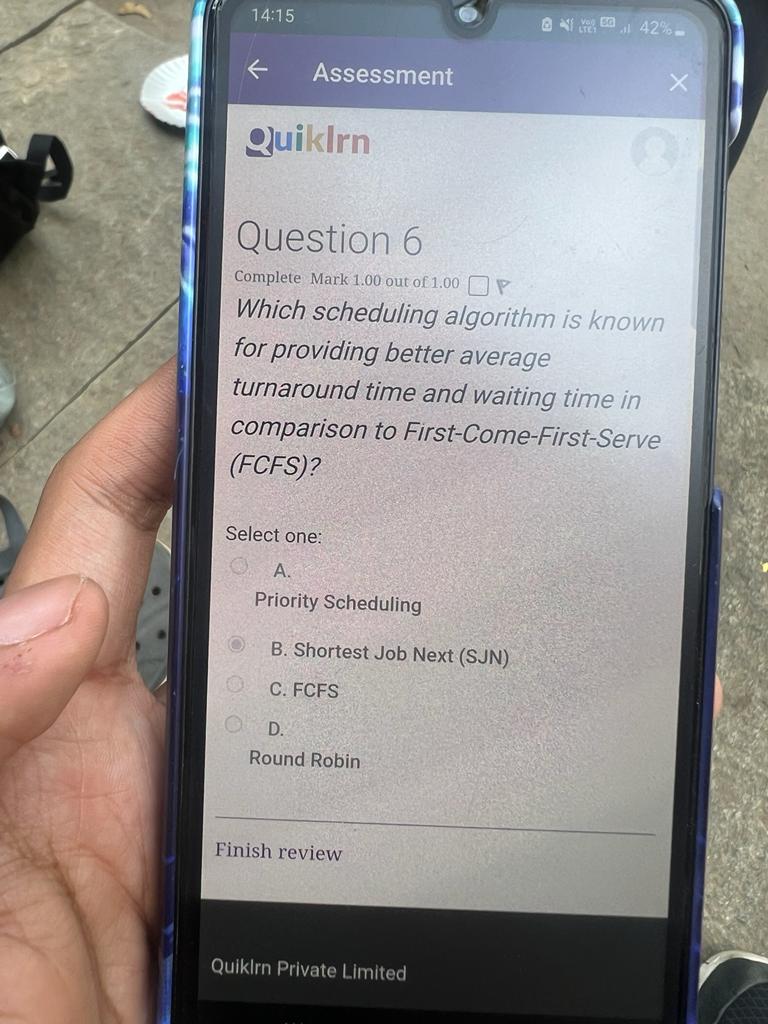 14:15
Voo) 5G 42%
LTE1
← Assessment ×
Quiklrn
Question 6
Complete Mark 1.00 out of 1.00
Which scheduling algorithm is known
for providing better average
turnaround time and waiting time in
comparison to First-Come-First-Serve
(FCFS)?
Select one:
A.
Priority Scheduling
B. Shortest Job Next (SJN)
C. FCFS
D.
Round Robin
Finish review
Quiklrn Private Limited